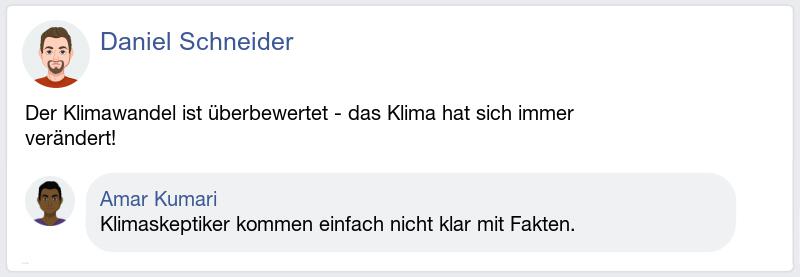 Daniel Schneider
Der Klimawandel ist überbewertet - das Klima hat sich immer
verändert!
Amar Kumari
Klimaskeptiker kommen einfach nicht klar mit Fakten.